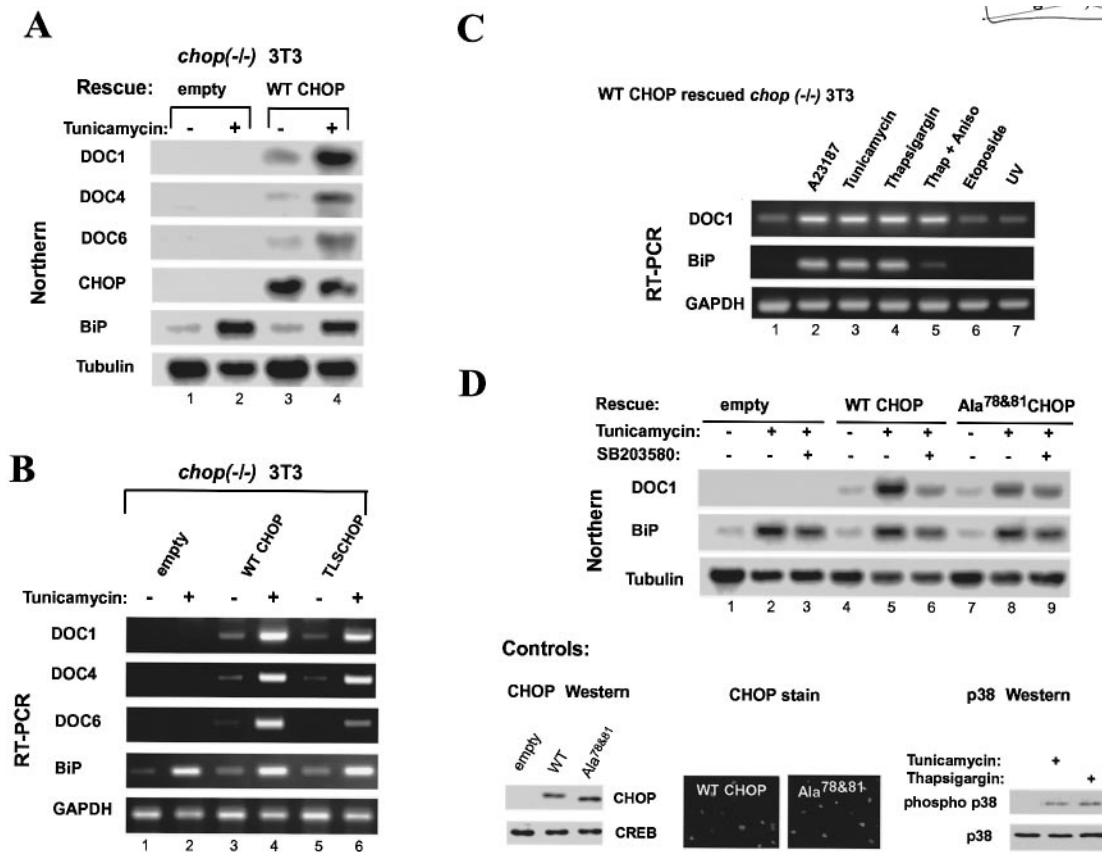 A
chop(-/-) 3T3
Rescue: empty WT CHOP
Tunicamycin: - + - +
DOC1
DOC4
DOC6
CHOP
BiP
Tubulin
Northern
1 2 3 4
B
chop(-/-) 3T3
empty WT CHOP TLSCHOP
Tunicamycin: - + - + - +
DOC1
DOC4
DOC6
BiP
GAPDH
RT-PCR
1 2 3 4 5 6
C
WT CHOP rescued chop (-/-) 3T3
A23187 Tunicamycin Thapsigargin Thap + Aniso Etoposide UV
DOC1
BiP
GAPDH
RT-PCR
1 2 3 4 5 6 7
D
Rescue: empty WT CHOP Ala78&81CHOP
Tunicamycin: - + + - + + - + +
SB203580: - - + - - + - - +
DOC1
BiP
Tubulin
Northern
1 2 3 4 5 6 7 8 9
Controls:
CHOP Western
empty WT Ala78&81
CHOP
CREB
CHOP stain
WT CHOP Ala78&81
p38 Western
Tunicamycin: +
Thapsigargin: +
phospho p38
p38